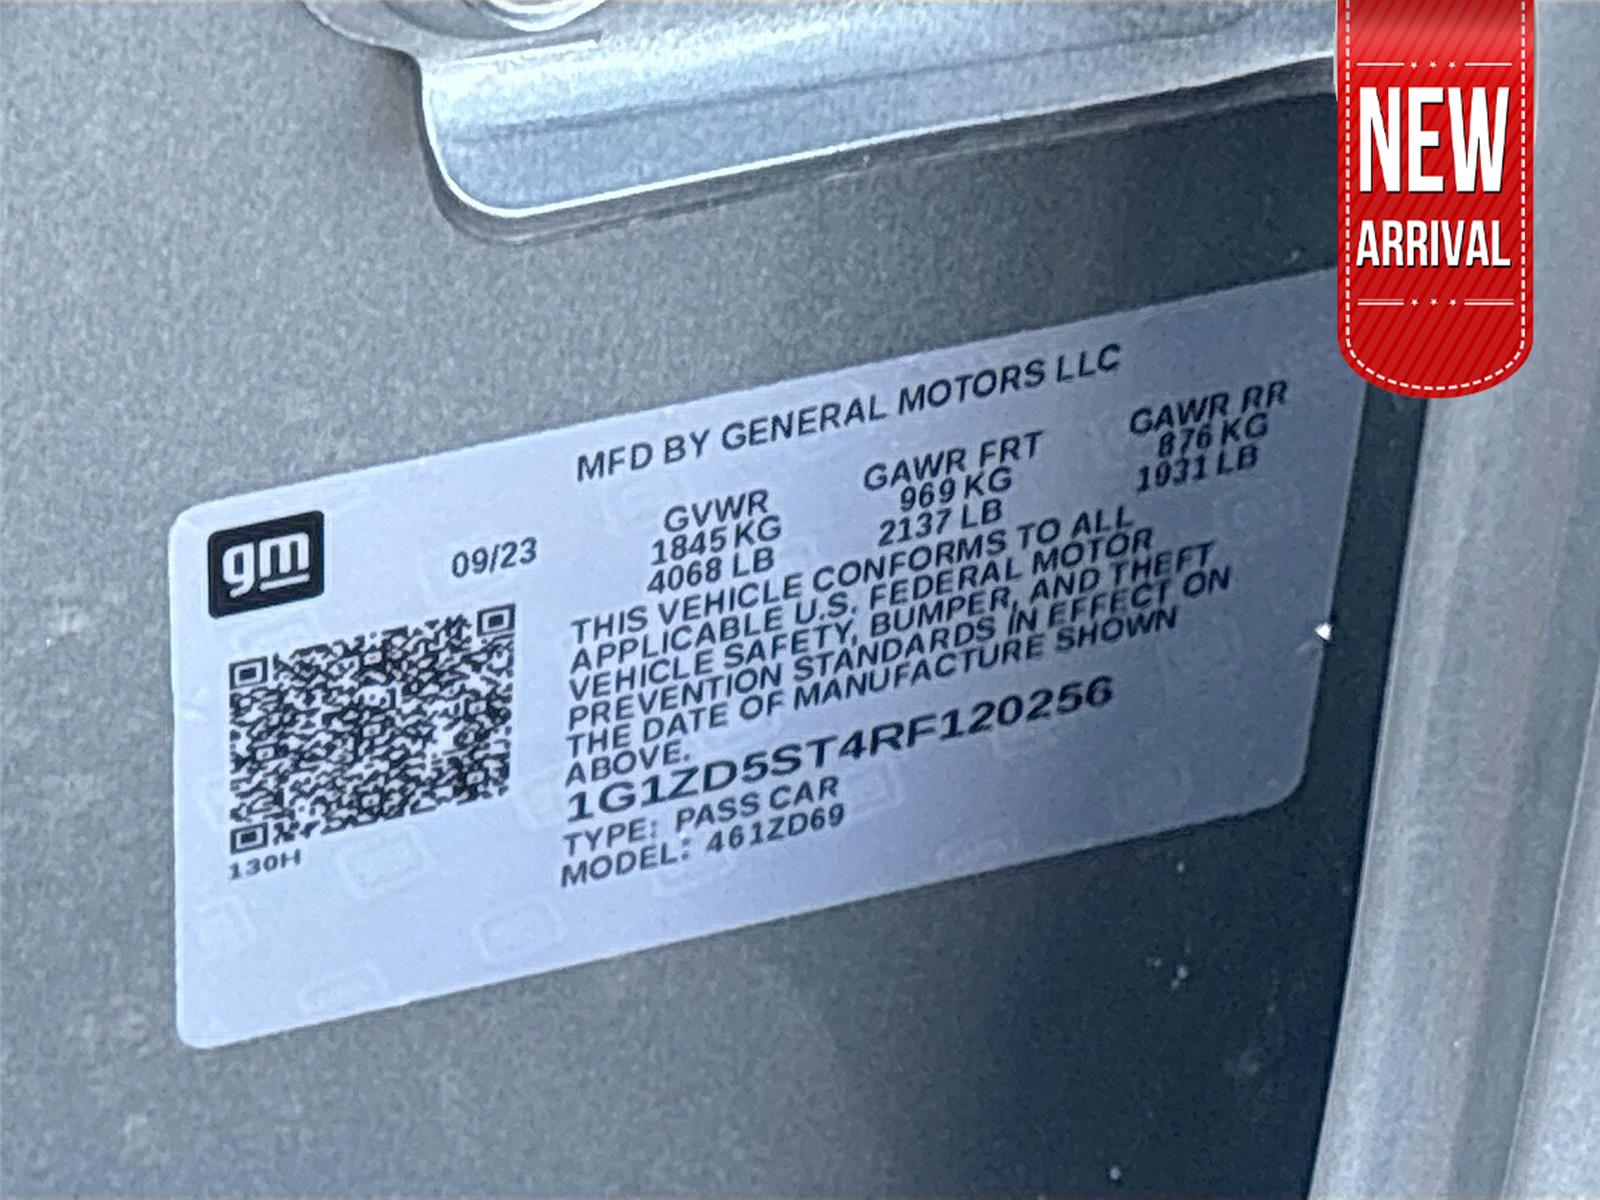 NEW
ARRIVAL
MFD BY GENERAL MOTORS LLC
gm
09/23
GVWR GAWR FRT GAWR RR
1845 KG 969 KG 876 KG
4068 LB 2137 LB 1931 LB
THIS VEHICLE CONFORMS TO ALL
APPLICABLE U.S. FEDERAL MOTOR
VEHICLE SAFETY, BUMPER, AND THEFT
PREVENTION STANDARDS IN EFFECT ON
THE DATE OF MANUFACTURE SHOWN
ABOVE.
1G1ZD5ST4RF120256
TYPE: PASS CAR
MODEL: 461ZD69
130H